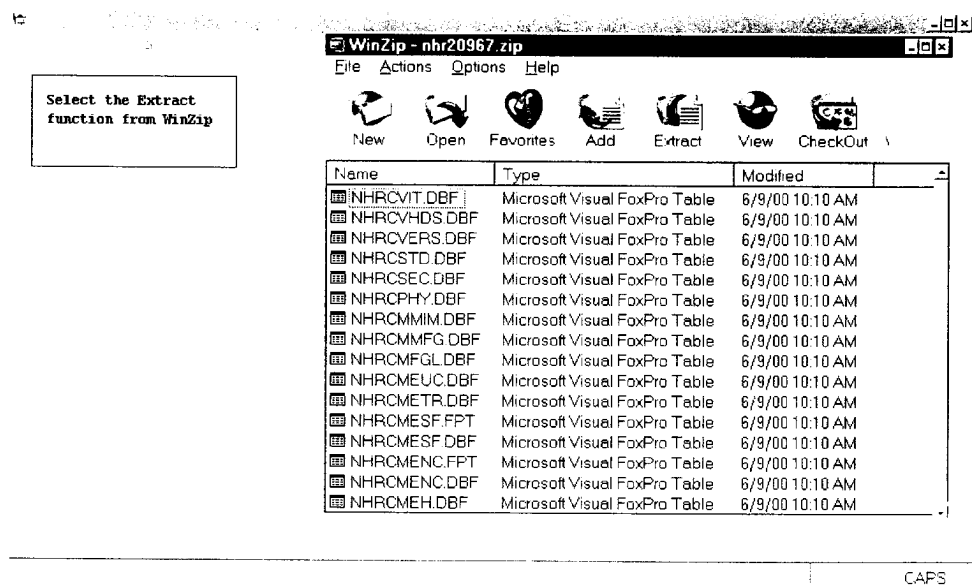 WinZip - nhr20967.zip
File Actions Options Help
Select the Extract
function from WinZip
New Open Favorites Add Extract View CheckOut
Name Type Modified
NHRCVIT.DBF Microsoft Visual FoxPro Table 6/9/00 10:10 AM
NHRCVHDS.DBF Microsoft Visual FoxPro Table 6/9/00 10:10 AM
NHRCVERS.DBF Microsoft Visual FoxPro Table 6/9/00 10:10 AM
NHRCSTD.DBF Microsoft Visual FoxPro Table 6/9/00 10:10 AM
NHRCSEC.DBF Microsoft Visual FoxPro Table 6/9/00 10:10 AM
NHRCPHY.DBF Microsoft Visual FoxPro Table 6/9/00 10:10 AM
NHRCMMIM.DBF Microsoft Visual FoxPro Table 6/9/00 10:10 AM
NHRCMMFG.DBF Microsoft Visual FoxPro Table 6/9/00 10:10 AM
NHRCMFGL.DBF Microsoft Visual FoxPro Table 6/9/00 10:10 AM
NHRCMEUC.DBF Microsoft Visual FoxPro Table 6/9/00 10:10 AM
NHRCMETR.DBF Microsoft Visual FoxPro Table 6/9/00 10:10 AM
NHRCMESF.FPT Microsoft Visual FoxPro Table 6/9/00 10:10 AM
NHRCMESF.DBF Microsoft Visual FoxPro Table 6/9/00 10:10 AM
NHRCMENC.FPT Microsoft Visual FoxPro Table 6/9/00 10:10 AM
NHRCMENC.DBF Microsoft Visual FoxPro Table 6/9/00 10:10 AM
NHRCMEH.DBF Microsoft Visual FoxPro Table 6/9/00 10:10 AM
CAPS